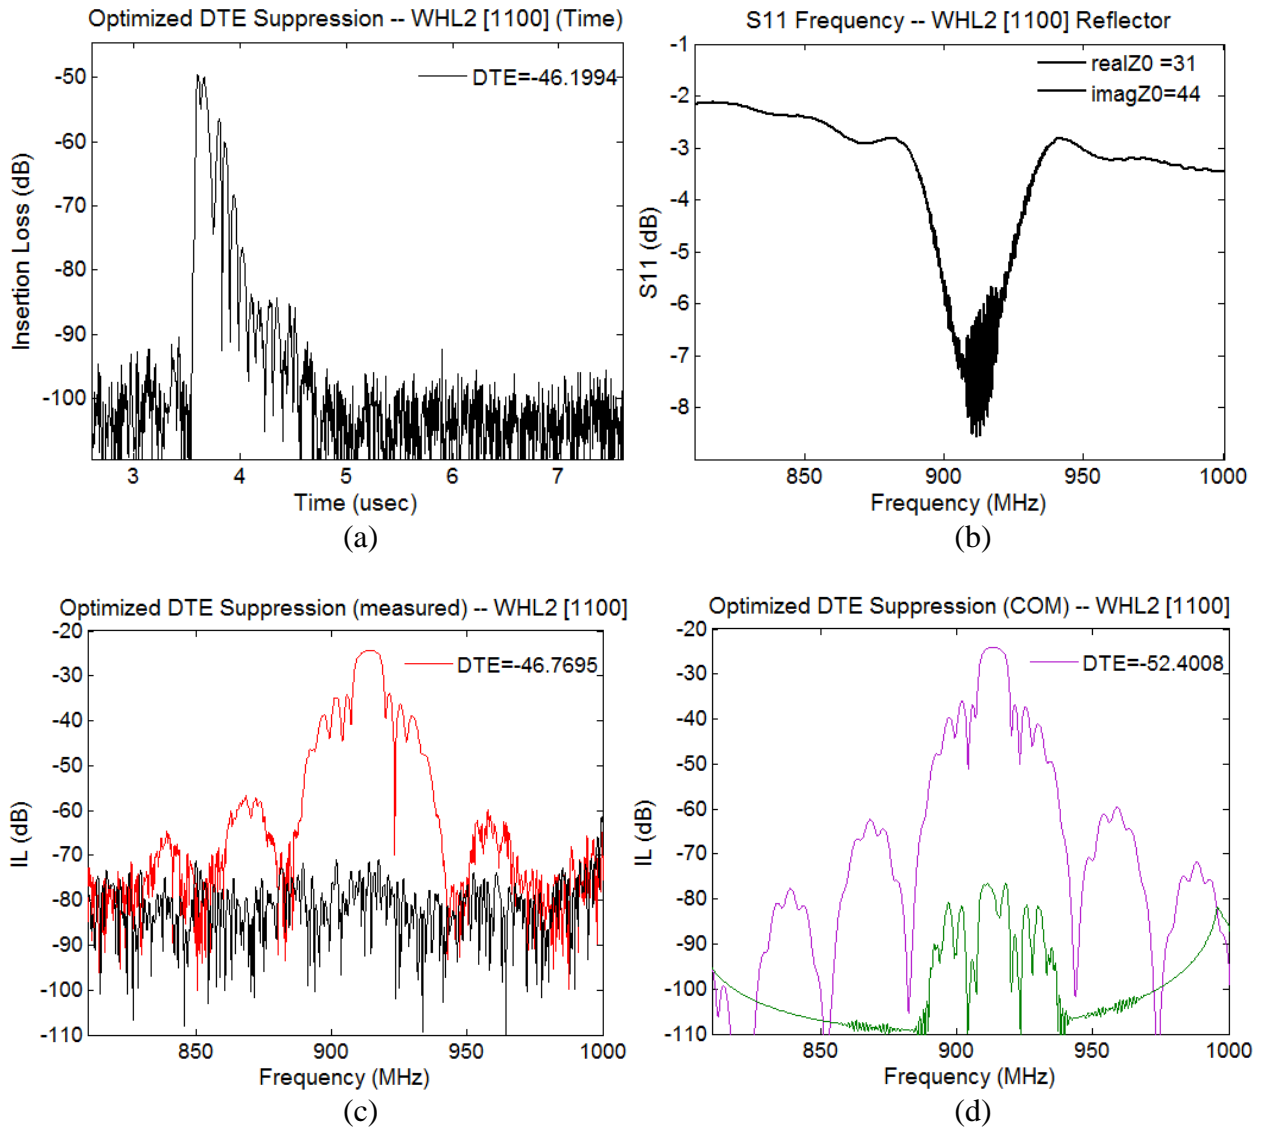 Optimized DTE Suppression -- WHL2 [1100] (Time)
DTE=-46.1994
-50
-60
-70
-80
-90
-100
Insertion Loss (dB)
3 4 5 6 7
Time (usec)
(a)
S11 Frequency -- WHL2 [1100] Reflector
realZ0 =31
imagZ0=44
-1
-2
-3
-4
-5
-6
-7
-8
S11 (dB)
850 900 950 1000
Frequency (MHz)
(b)
Optimized DTE Suppression (measured) -- WHL2 [1100]
DTE=-46.7695
-20
-30
-40
-50
-60
-70
-80
-90
-100
-110
IL (dB)
850 900 950 1000
Frequency (MHz)
(c)
Optimized DTE Suppression (COM) -- WHL2 [1100]
DTE=-52.4008
-20
-30
-40
-50
-60
-70
-80
-90
-100
-110
IL (dB)
850 900 950 1000
Frequency (MHz)
(d)